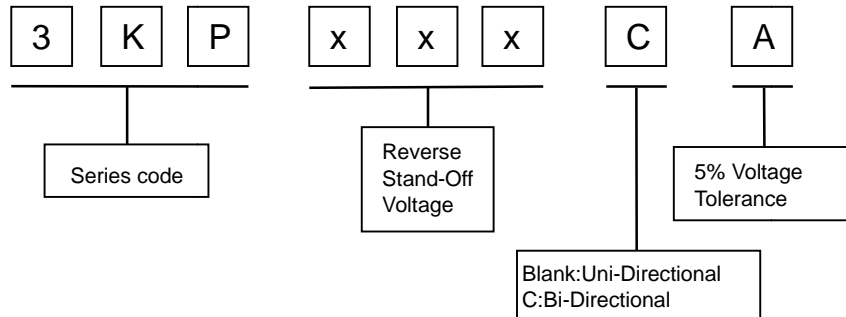 3 K P x x x C A
Series code
Reverse
Stand-Off
Voltage
5% Voltage
Tolerance
Blank:Uni-Directional
C:Bi-Directional